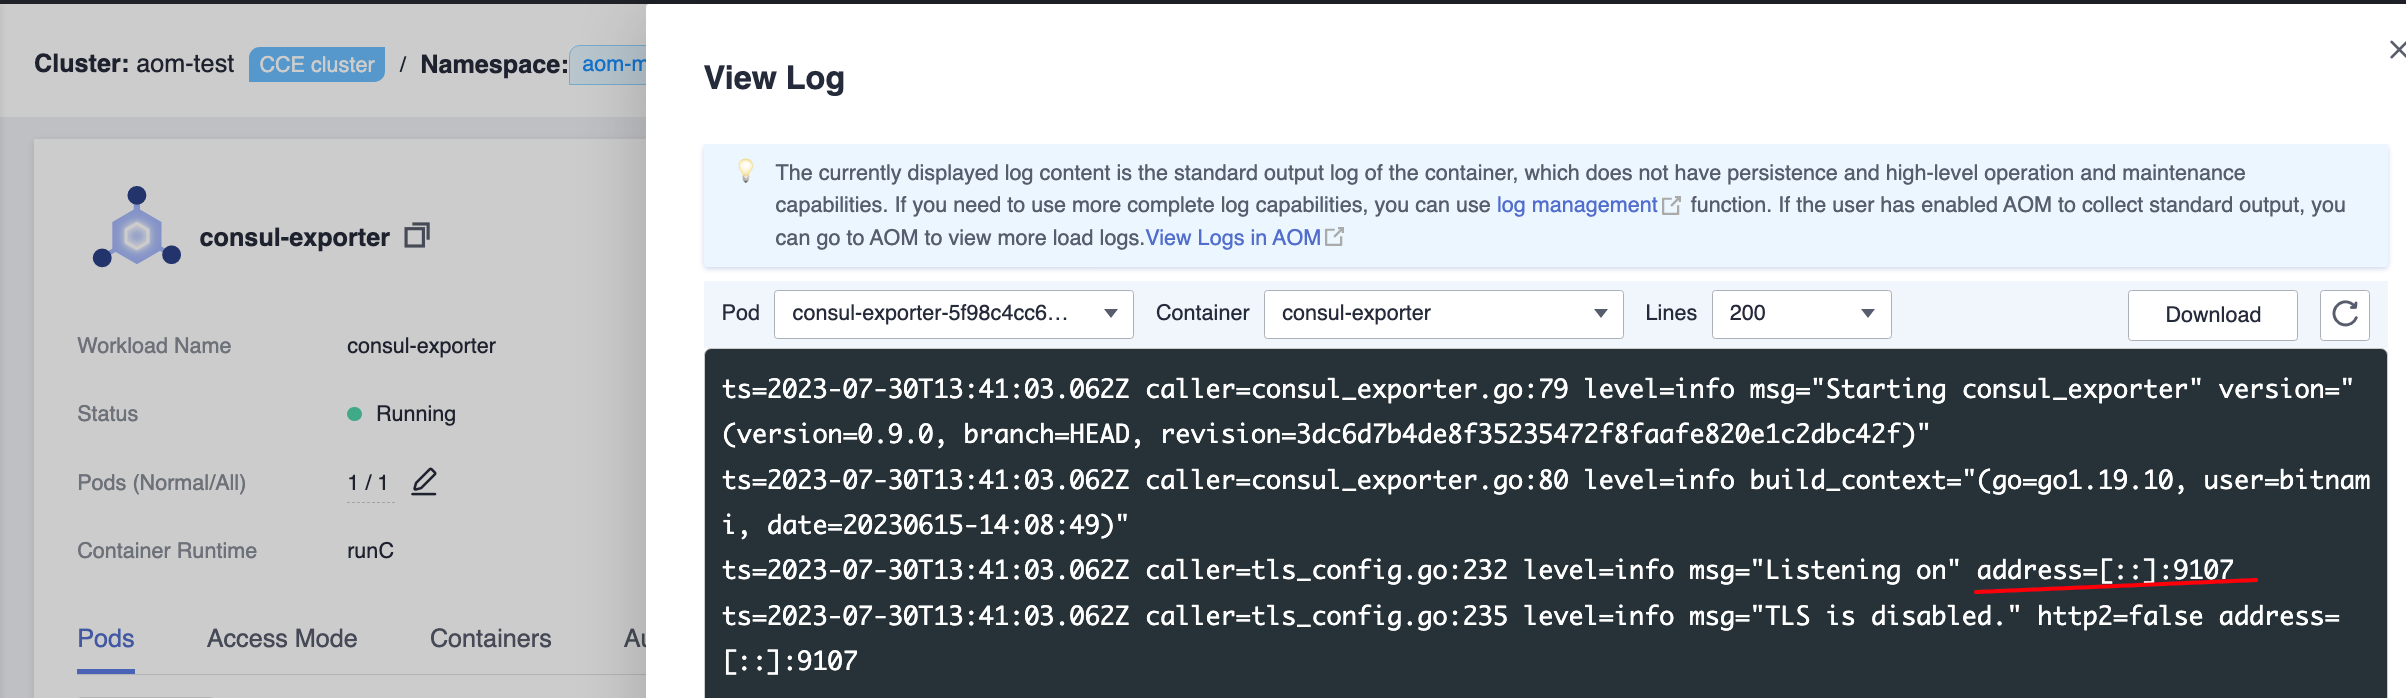 Cluster: aom-test CCE cluster / Namespace: aom-m
consul-exporter
Workload Name consul-exporter
Status Running
Pods (Normal/All) 1 / 1
Container Runtime runC
Pods Access Mode Containers Au
View Log
The currently displayed log content is the standard output log of the container, which does not have persistence and high-level operation and maintenance
capabilities. If you need to use more complete log capabilities, you can use log management function. If the user has enabled AOM to collect standard output, you
can go to AOM to view more load logs.View Logs in AOM
Pod consul-exporter-5f98c4cc6... Container consul-exporter Lines 200 Download
ts=2023-07-30T13:41:03.062Z caller=consul_exporter.go:79 level=info msg="Starting consul_exporter" version="
(version=0.9.0, branch=HEAD, revision=3dc6d7b4de8f35235472f8faafe820e1c2dbc42f)"
ts=2023-07-30T13:41:03.062Z caller=consul_exporter.go:80 level=info build_context="(go=go1.19.10, user=bitnam
i, date=20230615-14:08:49)"
ts=2023-07-30T13:41:03.062Z caller=tls_config.go:232 level=info msg="Listening on" address=[::]:9107
ts=2023-07-30T13:41:03.062Z caller=tls_config.go:235 level=info msg="TLS is disabled." http2=false address=
[::]:9107